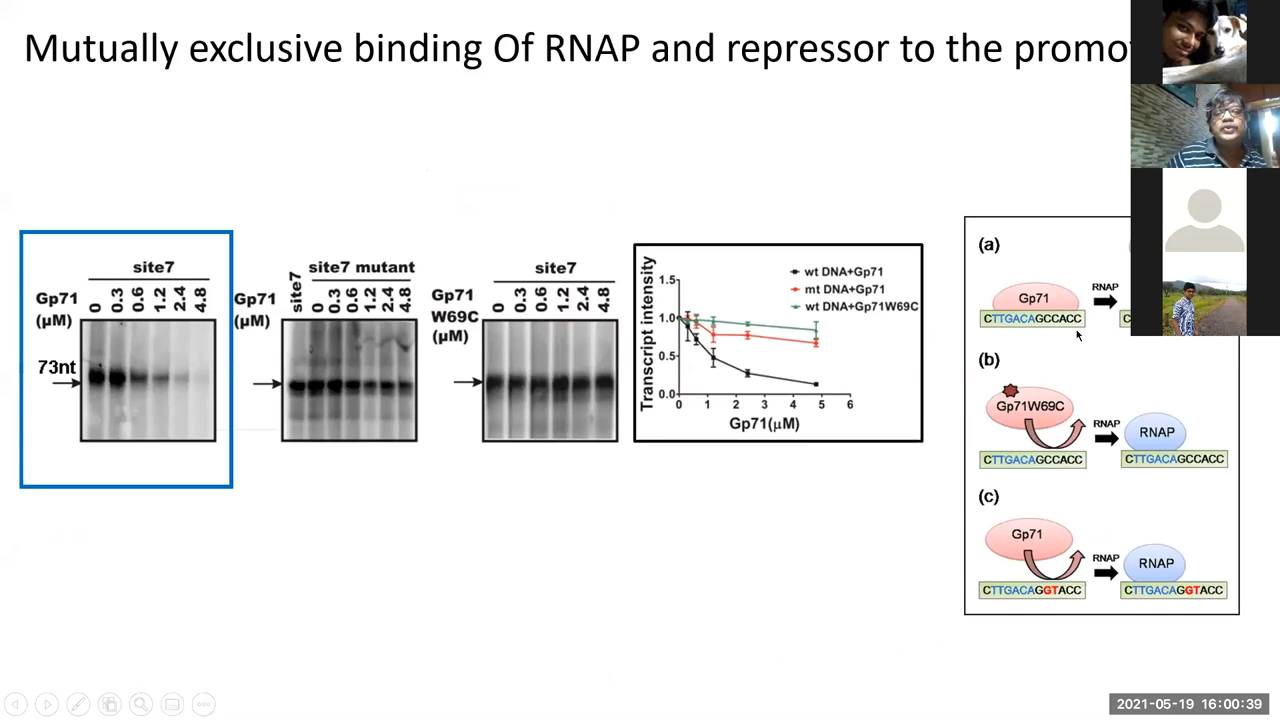 Mutually exclusive binding Of RNAP and repressor to the promo
site7
Gp71
(µM)
0 0.3 0.6 1.2 2.4 4.8
73nt
site7 site7 mutant
Gp71
(µM)
0 0.3 0.6 1.2 2.4 4.8
site7
Gp71
W69C
(µM)
0 0.3 0.6 1.2 2.4 4.8
Transcript intensity
1.5
1.0
0.5
0.0
0 1 2 3 4 5 6
Gp71(µM)
wt DNA+Gp71
mt DNA+Gp71
wt DNA+Gp71W69C
(a)
Gp71
RNAP
CTTGACAGCCACC
C
(b)
Gp71W69C
RNAP
RNAP
CTTGACAGCCACC
CTTGACAGCCACC
(c)
Gp71
RNAP
RNAP
CTTGACAGGTACC
CTTGACAGGTACC
2021-05-19 16:00:39